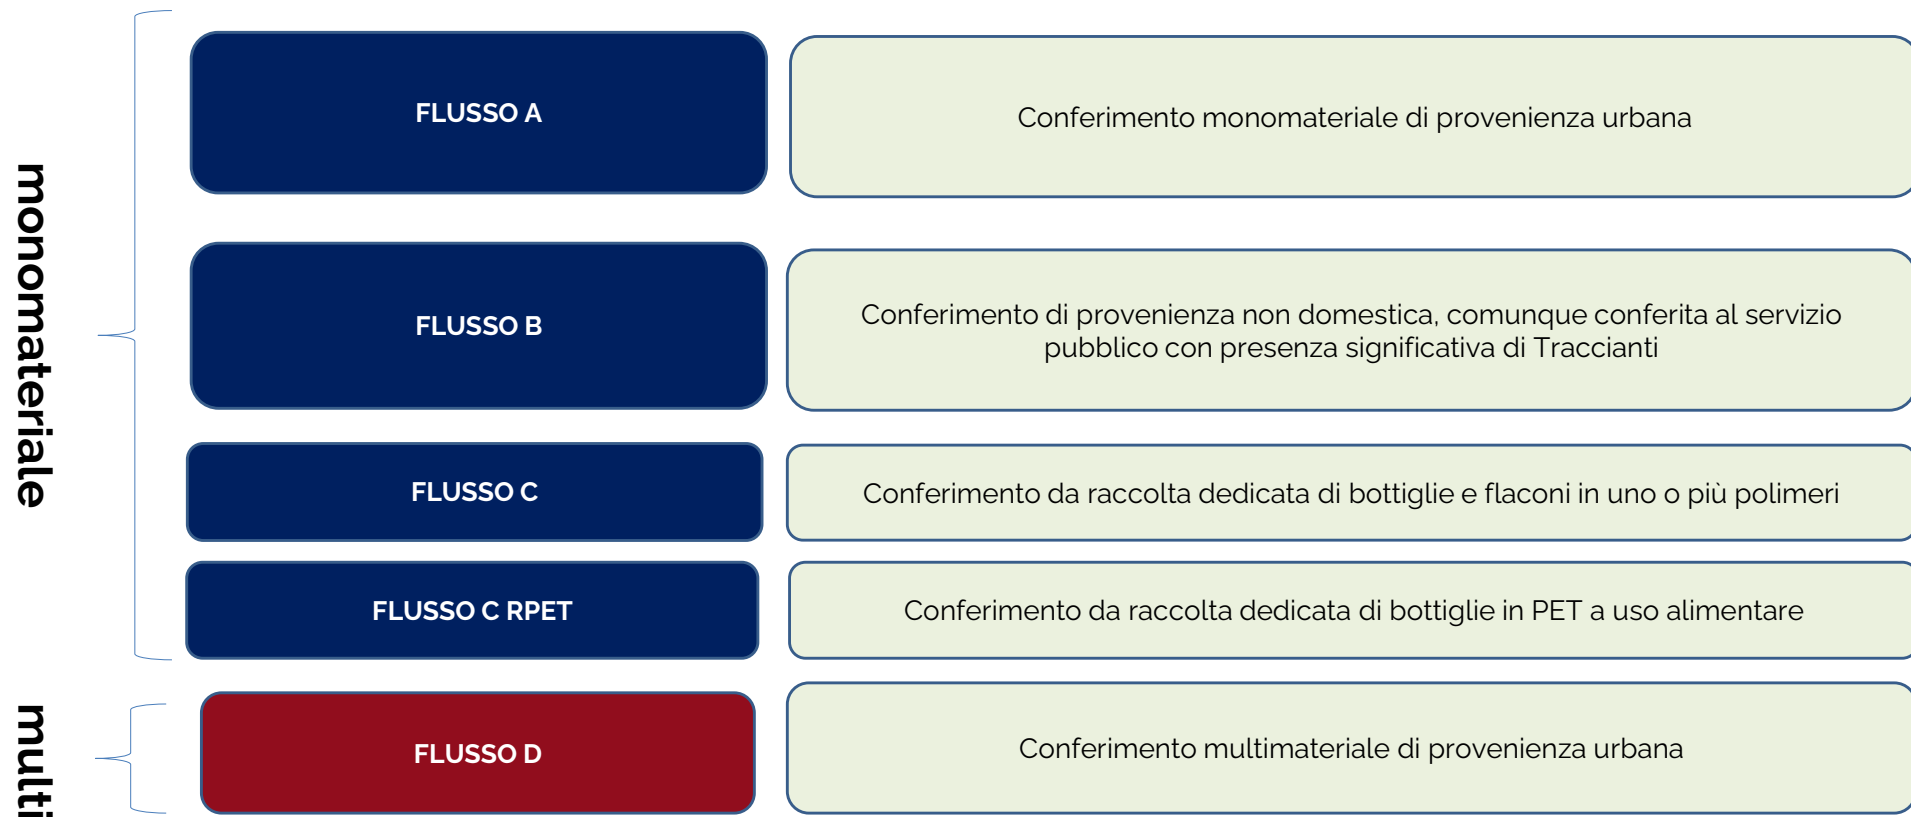 monomateriale
FLUSSO A
Conferimento monomateriale di provenienza urbana
FLUSSO B
Conferimento di provenienza non domestica, comunque conferita al servizio
pubblico con presenza significativa di Traccianti
FLUSSO C
Conferimento da raccolta dedicata di bottiglie e flaconi in uno o più polimeri
FLUSSO C RPET
Conferimento da raccolta dedicata di bottiglie in PET a uso alimentare
multi
FLUSSO D
Conferimento multimateriale di provenienza urbana